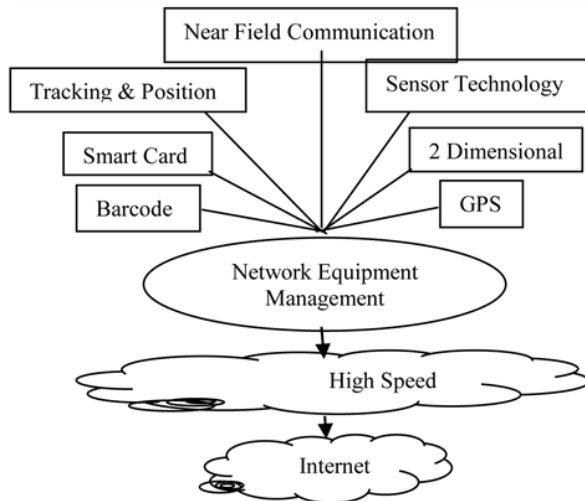 Near Field Communication
Tracking & Position
Sensor Technology
Smart Card
2 Dimensional
Barcode
GPS
Network Equipment
Management
High Speed
Internet